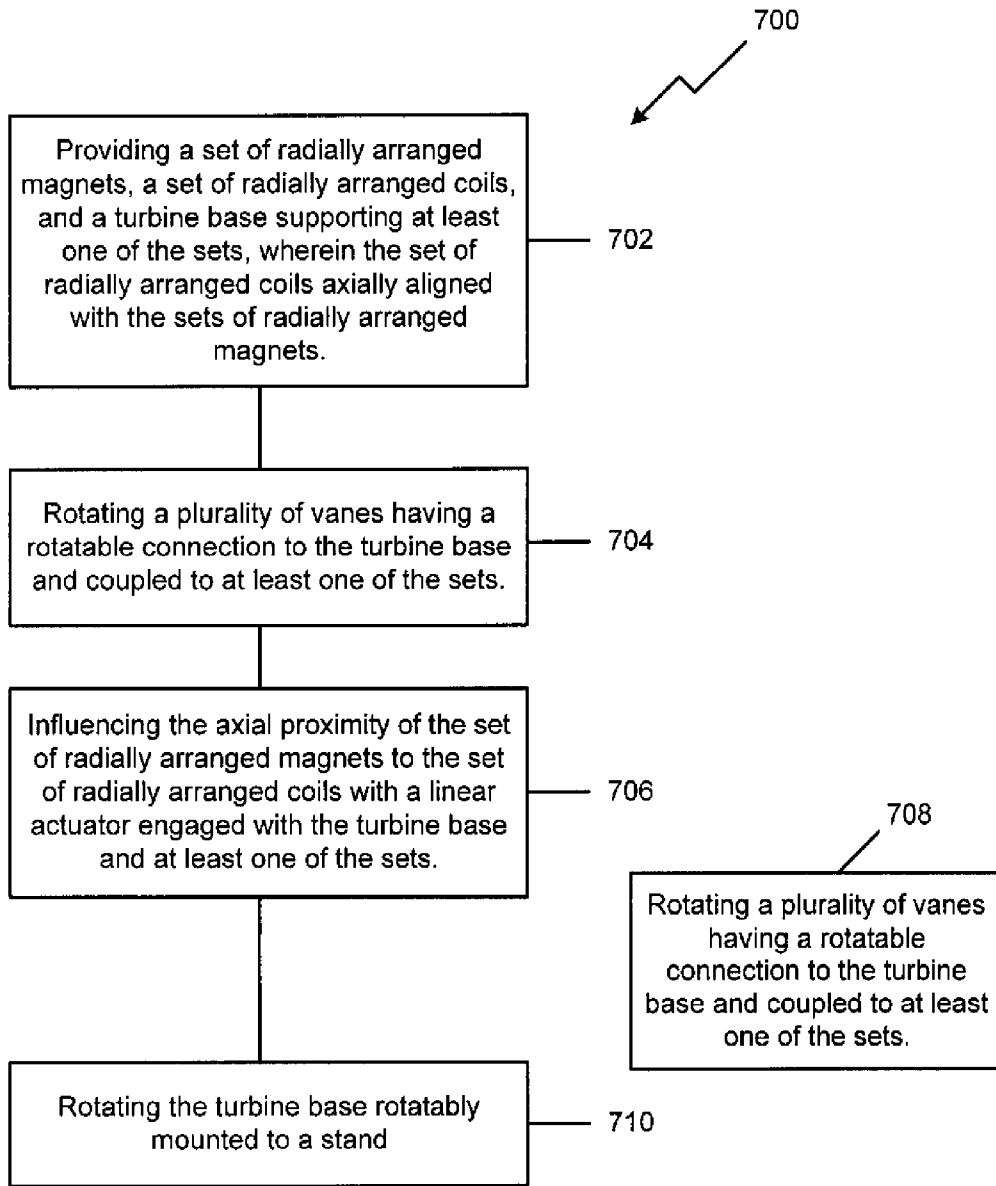 700
Providing a set of radially arranged
magnets, a set of radially arranged coils,
and a turbine base supporting at least
one of the sets, wherein the set of
radially arranged coils axially aligned
with the sets of radially arranged
magnets.
702
Rotating a plurality of vanes having a
rotatable connection to the turbine base
and coupled to at least one of the sets.
704
Influencing the axial proximity of the set
of radially arranged magnets to the set
of radially arranged coils with a linear
actuator engaged with the turbine base
and at least one of the sets.
706
708
Rotating a plurality of vanes
having a rotatable
connection to the turbine
base and coupled to at least
one of the sets.
Rotating the turbine base rotatably
mounted to a stand
710